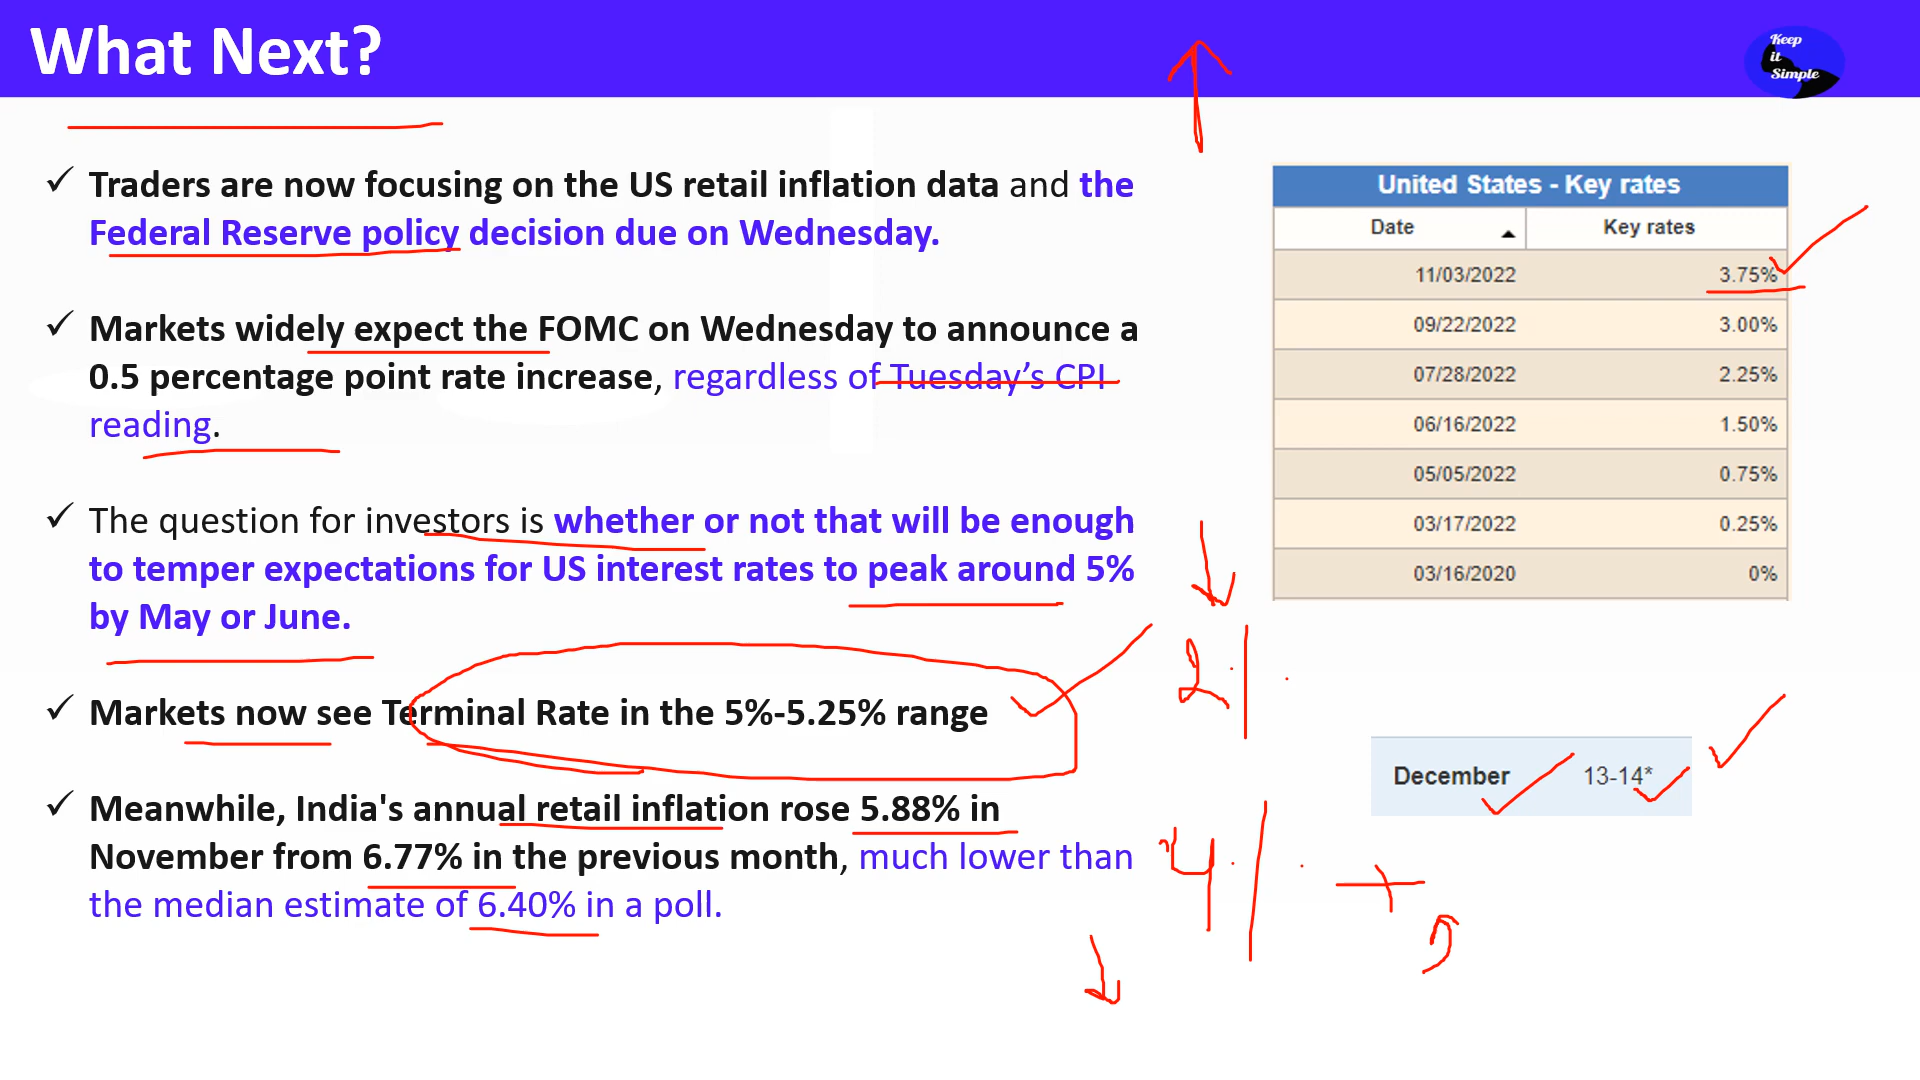 What Next?
Keep
it
Simple
Traders are now focusing on the US retail inflation data and the
Federal Reserve policy decision due on Wednesday.
Markets widely expect the FOMC on Wednesday to announce a
0.5 percentage point rate increase, regardless of Tuesday's CPI
reading.
The question for investors is whether or not that will be enough
to temper expectations for US interest rates to peak around 5%
by May or June.
Markets now see Terminal Rate in the 5%-5.25% range
Meanwhile, India's annual retail inflation rose 5.88% in
November from 6.77% in the previous month, much lower than
the median estimate of 6.40% in a poll.
United States - Key rates
Date Key rates
11/03/2022 3.75%
09/22/2022 3.00%
07/28/2022 2.25%
06/16/2022 1.50%
05/05/2022 0.75%
03/17/2022 0.25%
03/16/2020 0%
2%
December 13-14*
4%